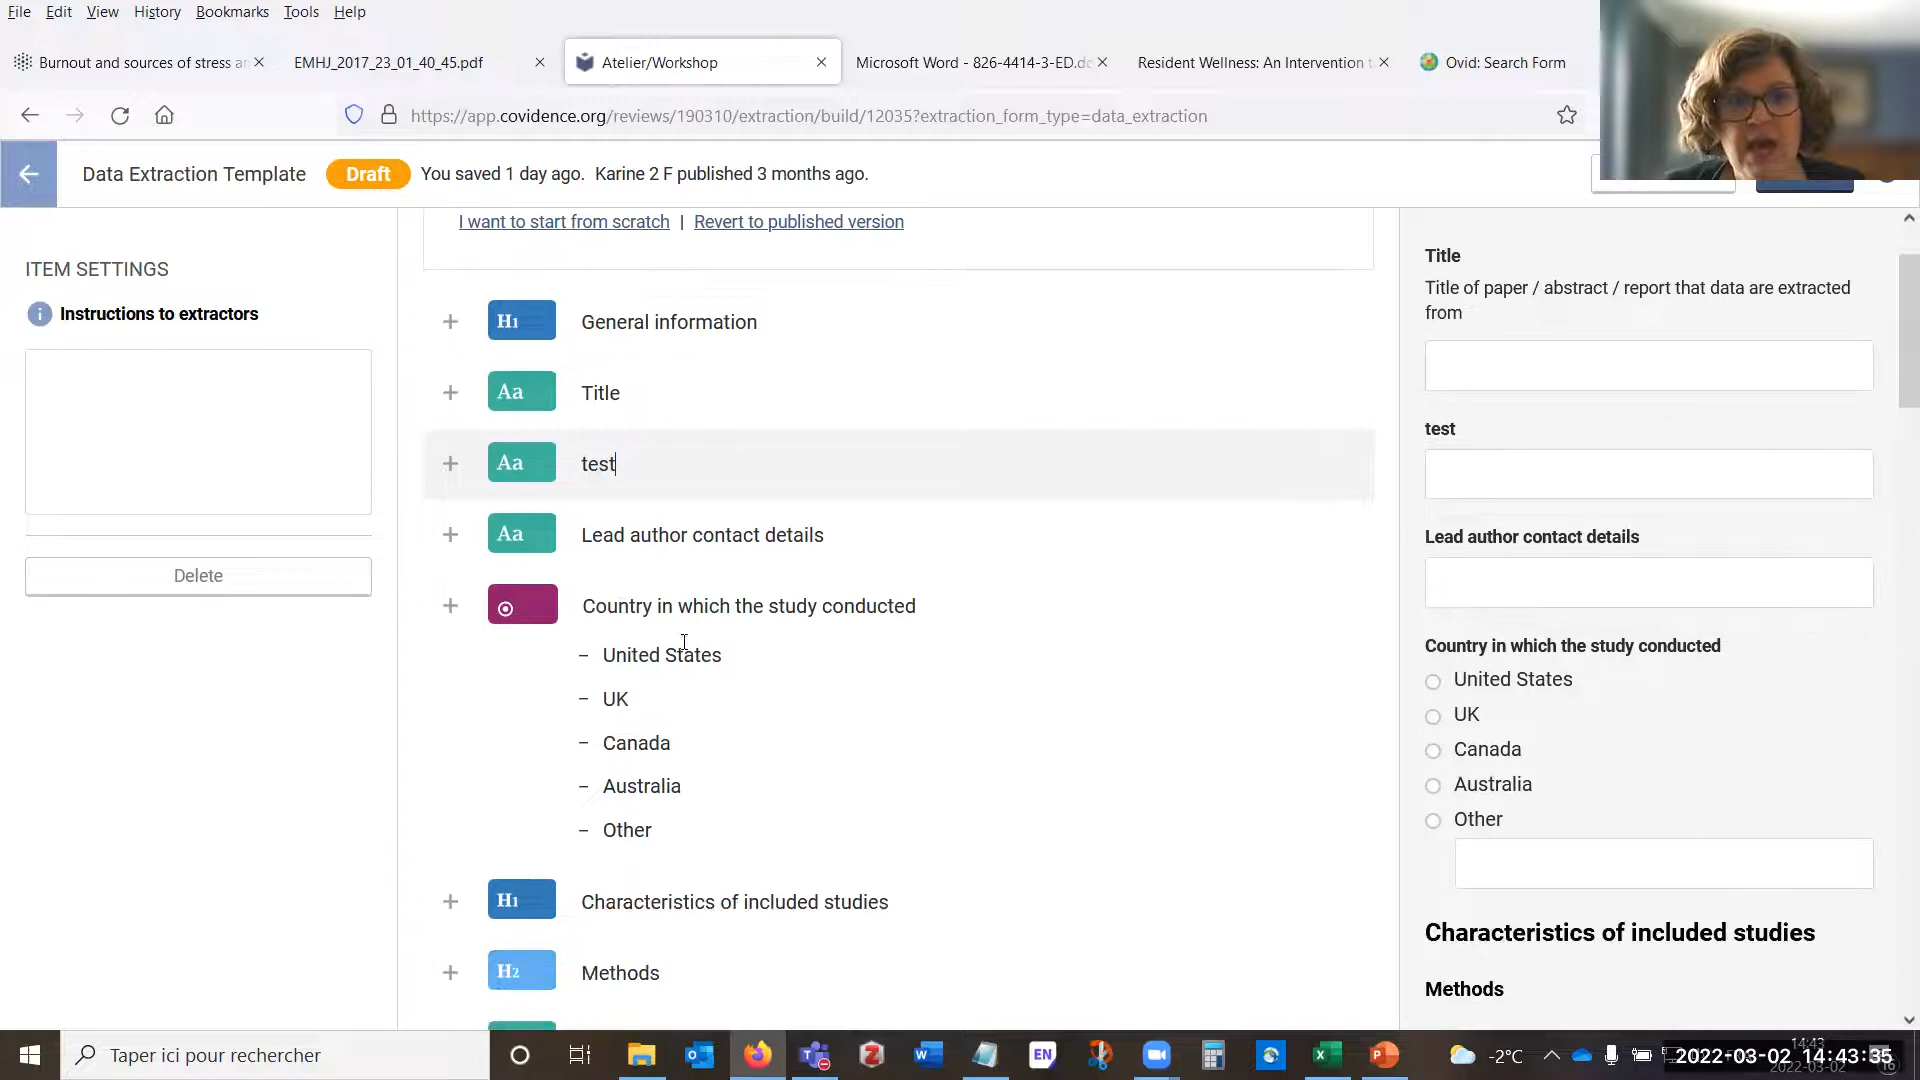 File Edit View History Bookmarks Tools Help
Burnout and sources of stress a
EMHJ_2017_23_01_40_45.pdf
Atelier/Workshop
Microsoft Word - 826-4414-3-ED.do
Resident Wellness: An Intervention t
Ovid: Search Form
https://app.covidence.org/reviews/190310/extraction/build/12035?extraction_form_type=data_extraction
Data Extraction Template Draft You saved 1 day ago. Karine 2 F published 3 months ago.
I want to start from scratch | Revert to published version
ITEM SETTINGS
Instructions to extractors
Delete
H1 General information
Aa Title
Aa test
Aa Lead author contact details
Country in which the study conducted
– United States
– UK
– Canada
– Australia
– Other
H1 Characteristics of included studies
H2 Methods
Title
Title of paper / abstract / report that data are extracted
from
test
Lead author contact details
Country in which the study conducted
United States
UK
Canada
Australia
Other
Characteristics of included studies
Methods
Taper ici pour rechercher
EN
-2°C
14:43
2022-03-02 14:43:35
2022-03-02
16